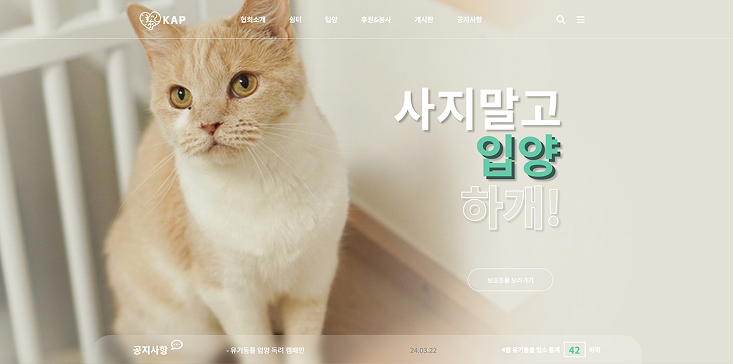 KAP
협회소개 쉼터 입양 후원&봉사 게시판 공지사항
사지말고
입양
하개!
보호동물 보러가기
공지사항 - 유기동물 입양 독려 캠페인 24.03.22 4월 유기동물 입소 통계 42 마리